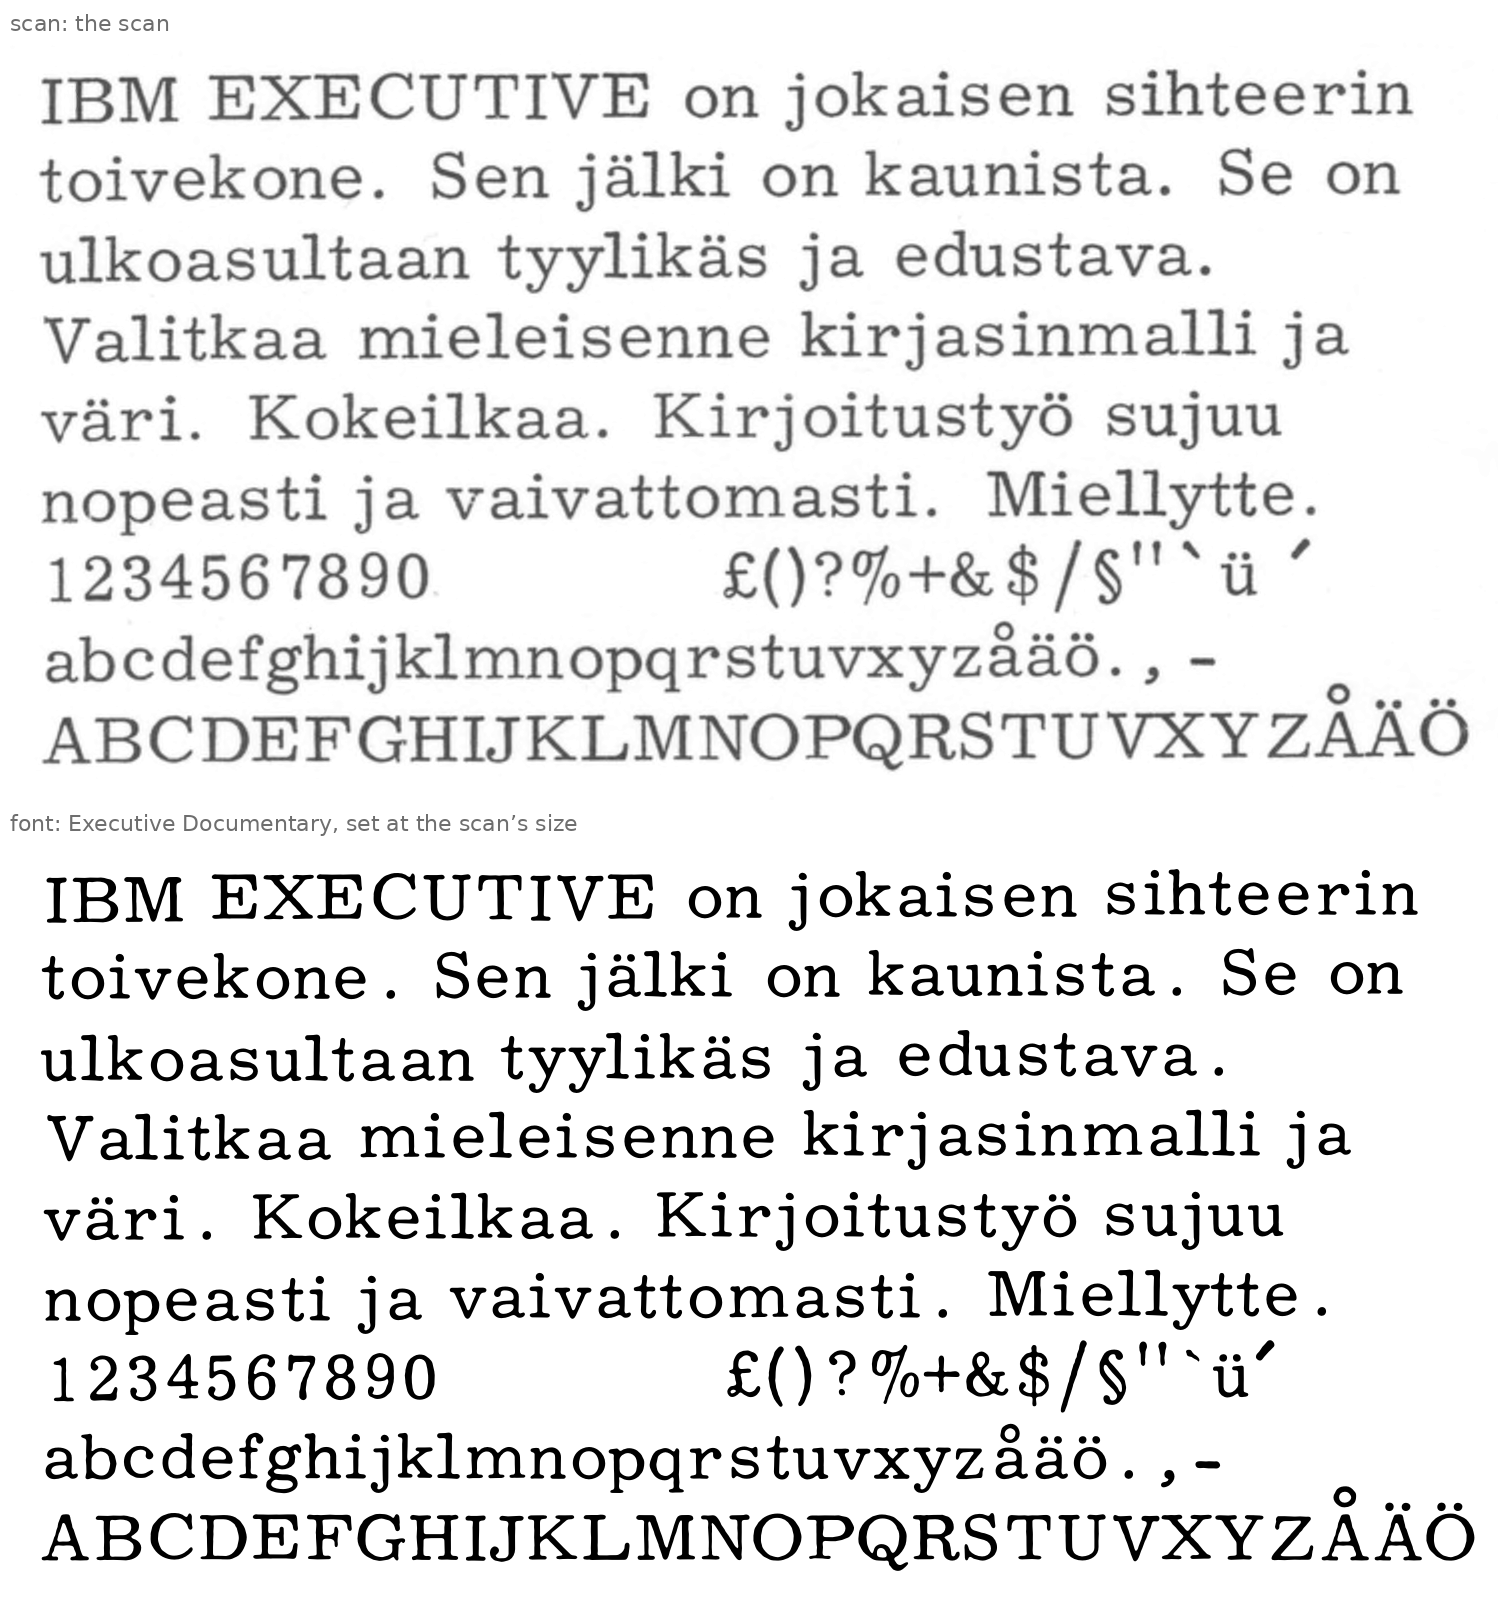 scan: the scan
IBM EXECUTIVE on jokaisen sihteerin
toivekone. Sen jälki on kaunista. Se on
ulkoasultaan tyylikäs ja edustava.
Valitkaa mieleisenne kirjasinmalli ja
väri. Kokeilkaa. Kirjoitustyö sujuu
nopeasti ja vaivattomasti. Miellytte.
1234567890 £()?%+&$/§"`ü ´
abcdefghijklmnopqrstuvxyzåäö., -
ABCDEFGHIJKLMNOPQRSTUVXYZÅÄÖ
font: Executive Documentary, set at the scan’s size
IBM EXECUTIVE on jokaisen sihteerin
toivekone. Sen jälki on kaunista. Se on
ulkoasultaan tyylikäs ja edustava.
Valitkaa mieleisenne kirjasinmalli ja
väri. Kokeilkaa. Kirjoitustyö sujuu
nopeasti ja vaivattomasti. Miellytte.
1234567890 £()?%+&$/§"`ü´
abcdefghijklmnopqrstuvxyzåäö.,-
ABCDEFGHIJKLMNOPQRSTUVXYZÅÄÖ